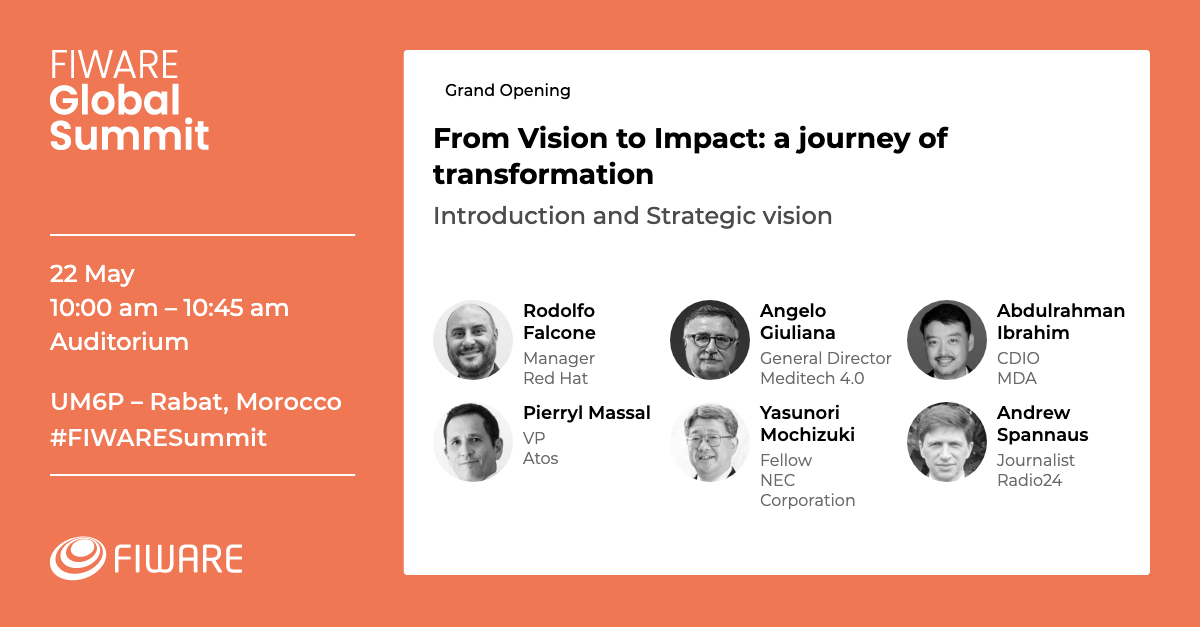 FIWARE
Global
Summit
22 May
10:00 am – 10:45 am
Auditorium
UM6P – Rabat, Morocco
#FIWARESummit
FIWARE
Grand Opening
From Vision to Impact: a journey of
transformation
Introduction and Strategic vision
Rodolfo
Falcone
Manager
Red Hat
Angelo
Giuliana
General Director
Meditech 4.0
Abdulrahman
Ibrahim
CDIO
MDA
Pierryl Massal
VP
Atos
Yasunori
Mochizuki
Fellow
NEC
Corporation
Andrew
Spannaus
Journalist
Radio24